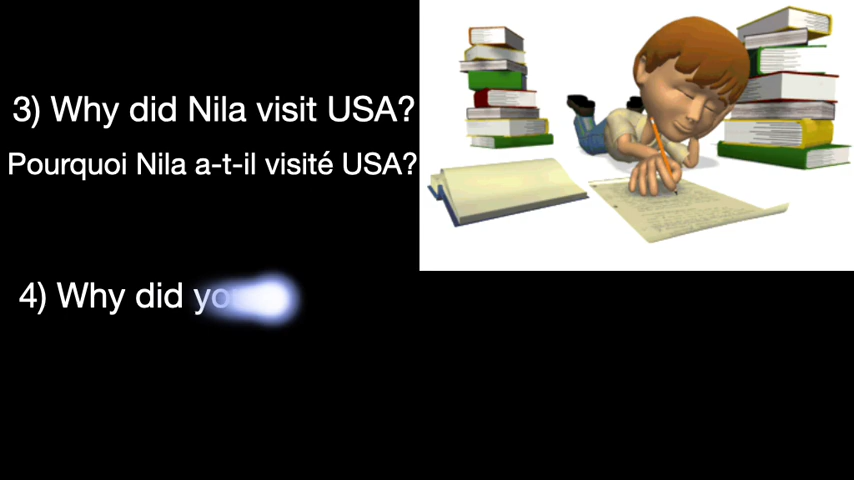 3) Why did Nila visit USA?
Pourquoi Nila a-t-il visité USA?
4) Why did